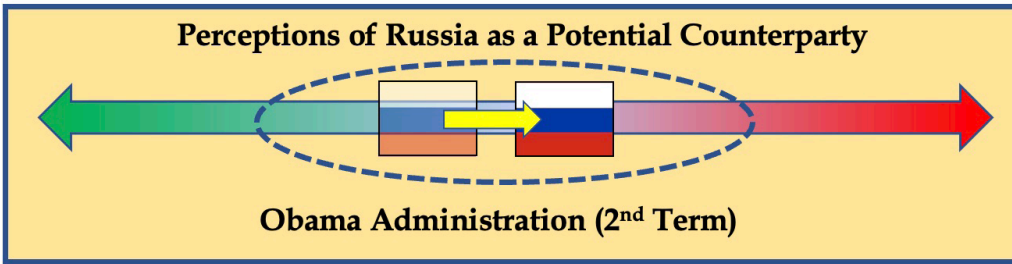 Perceptions of Russia as a Potential Counterparty
Obama Administration (2nd Term)